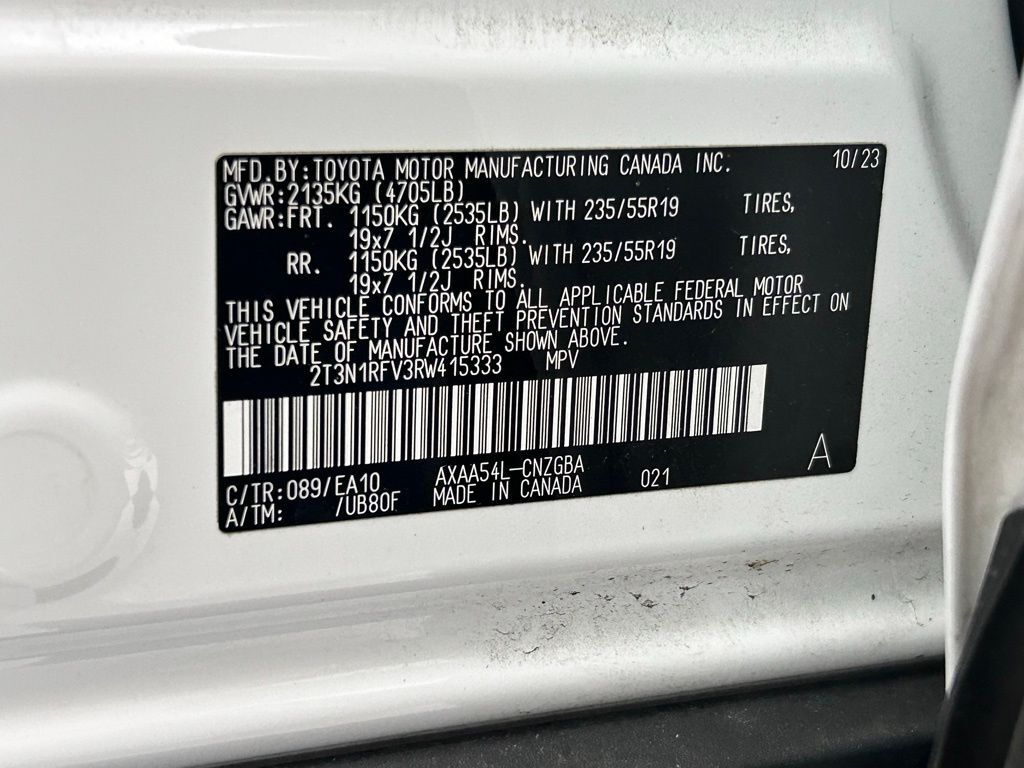 MFD.BY:TOYOTA MOTOR MANUFACTURING CANADA INC. 10/23
GVWR:2135KG (4705LB)
GAWR:FRT. 1150KG (2535LB) WITH 235/55R19 TIRES,
19x7 1/2J RIMS.
RR. 1150KG (2535LB) WITH 235/55R19 TIRES,
19x7 1/2J RIMS.
THIS VEHICLE CONFORMS TO ALL APPLICABLE FEDERAL MOTOR
VEHICLE SAFETY AND THEFT PREVENTION STANDARDS IN EFFECT ON
THE DATE OF MANUFACTURE SHOWN ABOVE.
2T3N1RFV3RW415333 MPV
C/TR:089/EA10 AXAA54L-CNZGBA 021 A
A/TM: /UB80F MADE IN CANADA